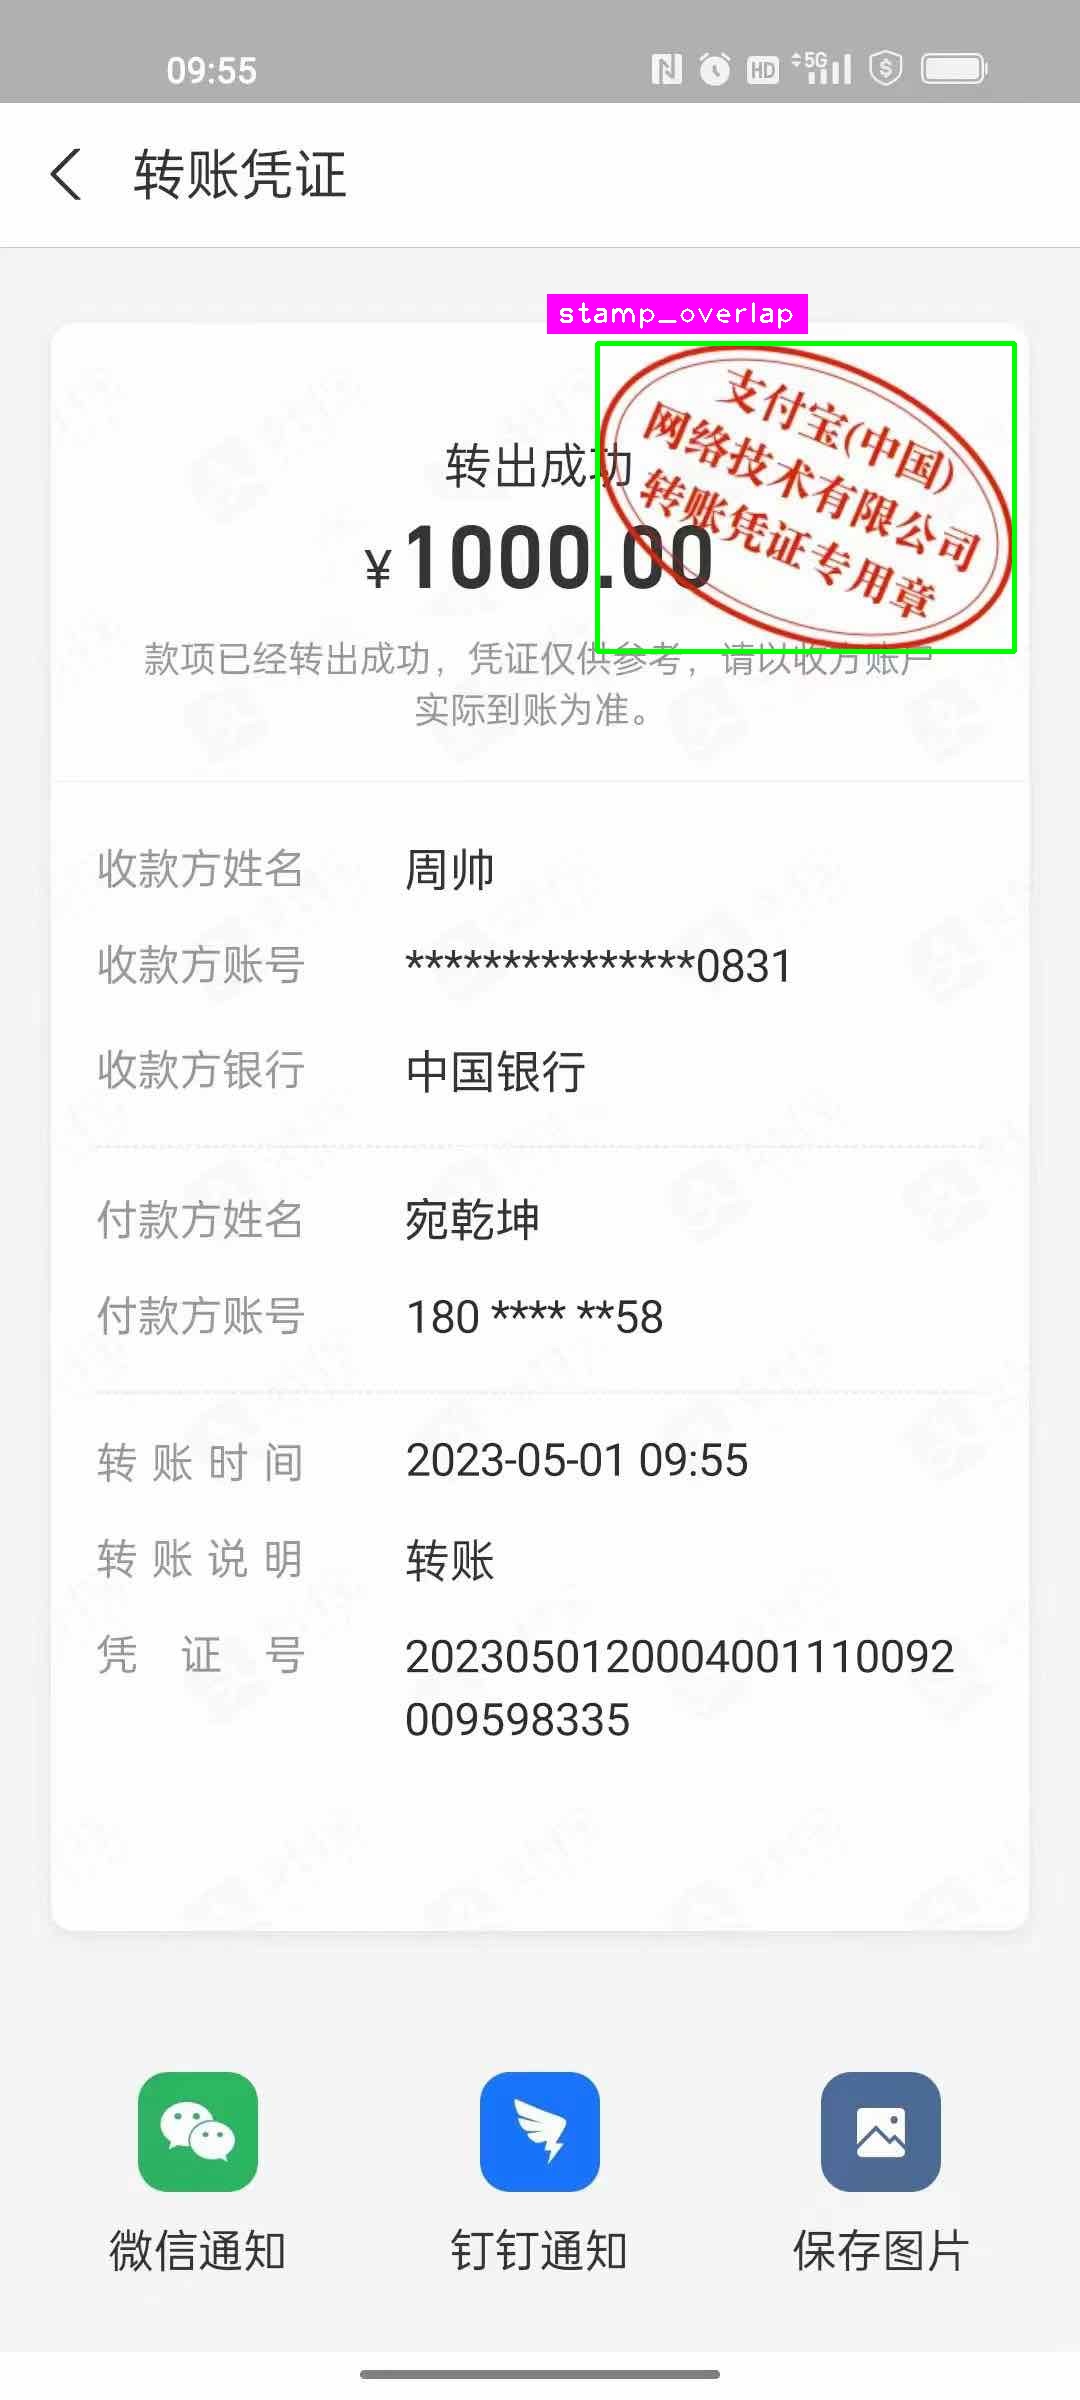 09:55
HD 5G
转账凭证
stamp_overlap
支付宝(中国)
网络技术有限公司
转账凭证专用章
转出成功
¥1000.00
款项已经转出成功，凭证仅供参考，请以收方账户
实际到账为准。
收款方姓名 周帅
收款方账号 ***************0831
收款方银行 中国银行
付款方姓名 宛乾坤
付款方账号 180 **** **58
转账时间 2023-05-01 09:55
转账说明 转账
凭证号 2023050120004001110092
009598335
微信通知 钉钉通知 保存图片